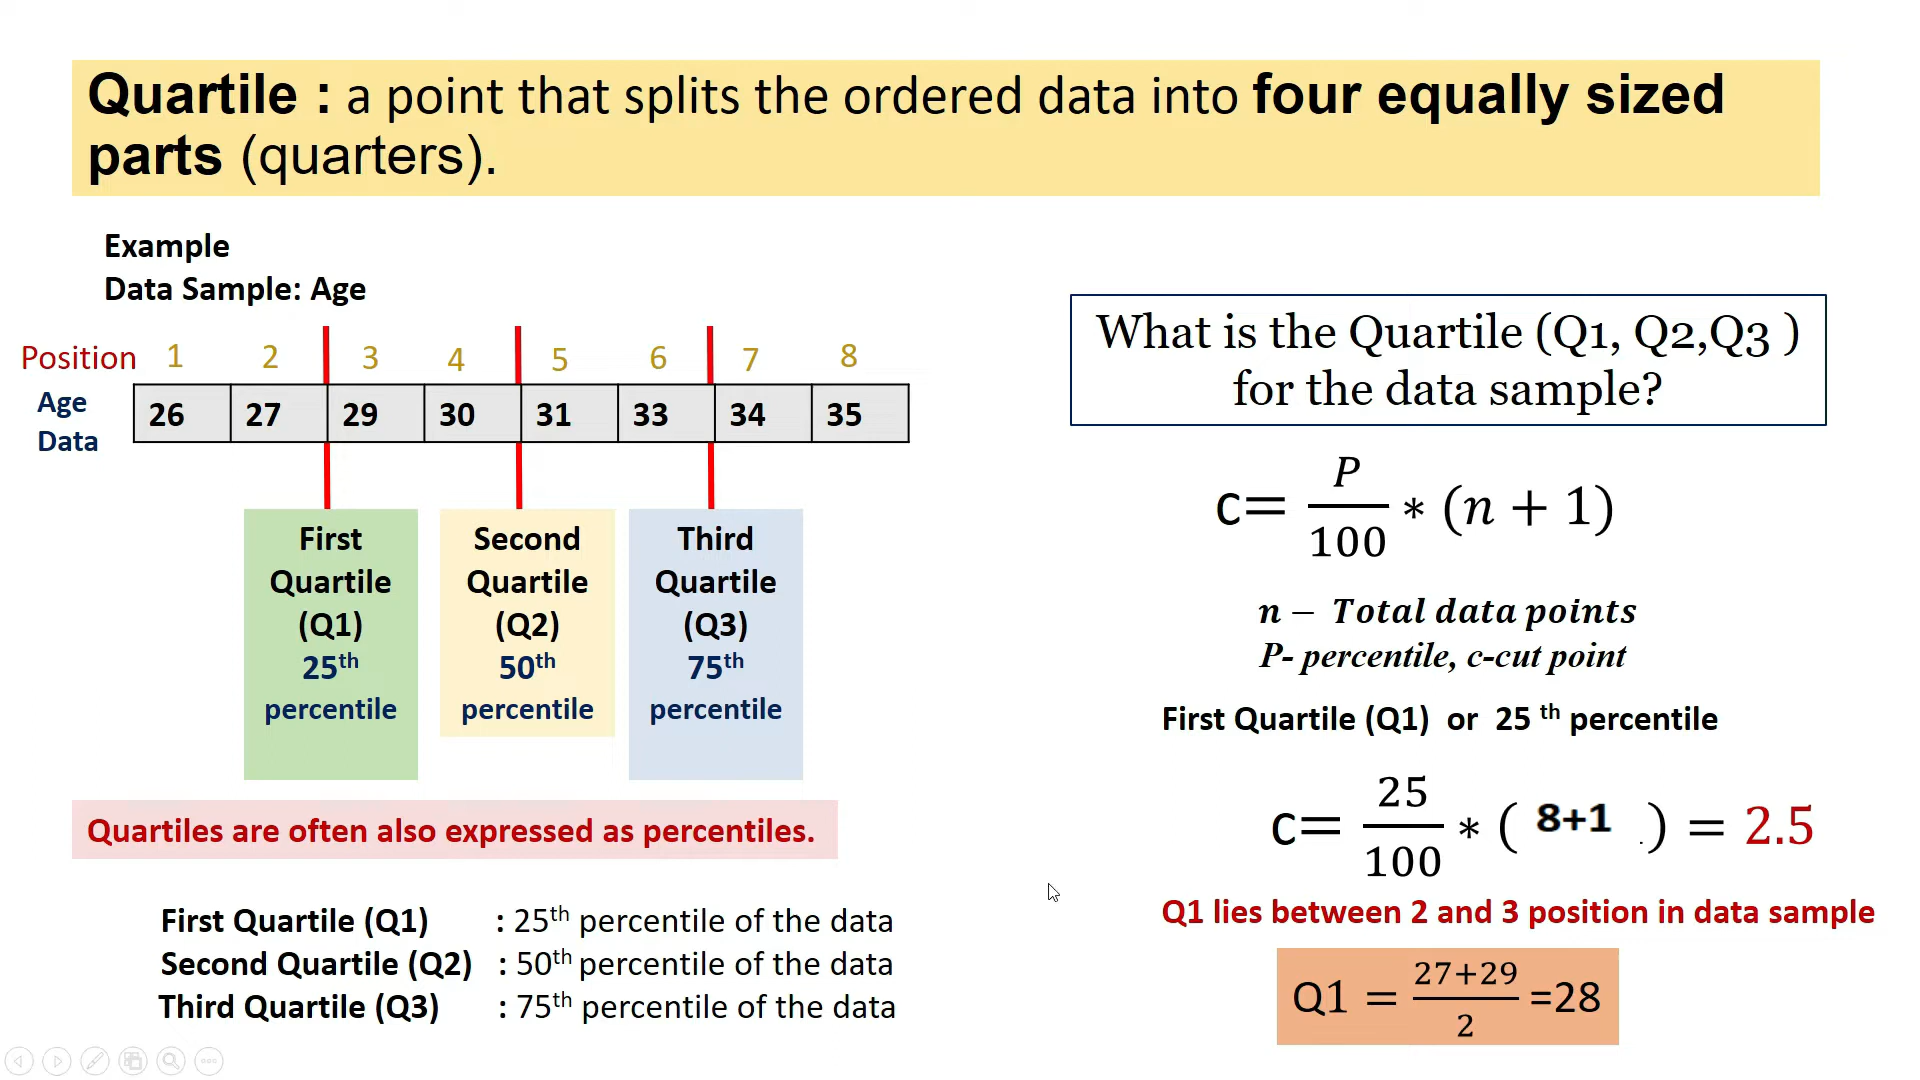 Quartile : a point that splits the ordered data into four equally sized
parts (quarters).
Example
Data Sample: Age
Position 1 2 3 4 5 6 7 8
Age
Data
26 27 29 30 31 33 34 35
First
Quartile
(Q1)
25th
percentile
Second
Quartile
(Q2)
50th
percentile
Third
Quartile
(Q3)
75th
percentile
Quartiles are often also expressed as percentiles.
First Quartile (Q1) : 25th percentile of the data
Second Quartile (Q2) : 50th percentile of the data
Third Quartile (Q3) : 75th percentile of the data
What is the Quartile (Q1, Q2,Q3 )
for the data sample?
c= P/100 * (n + 1)
n – Total data points
P- percentile, c-cut point
First Quartile (Q1) or 25 th percentile
c= 25/100 * ( 8+1 . ) = 2.5
Q1 lies between 2 and 3 position in data sample
Q1 = 27+29/2 =28